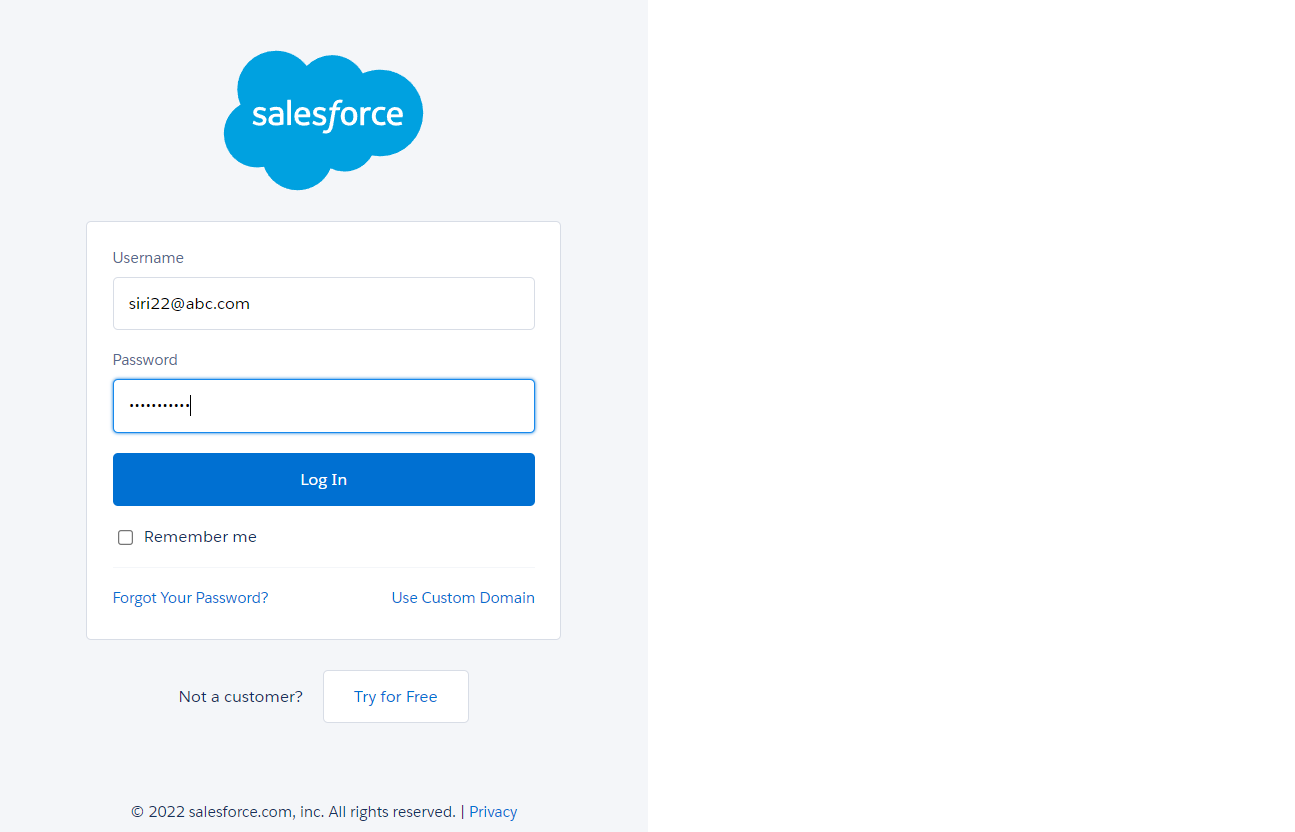 salesforce
Username
siri22@abc.com
Password
•••••••••••
Log In
Remember me
Forgot Your Password? Use Custom Domain
Not a customer? Try for Free
© 2022 salesforce.com, inc. All rights reserved. | Privacy